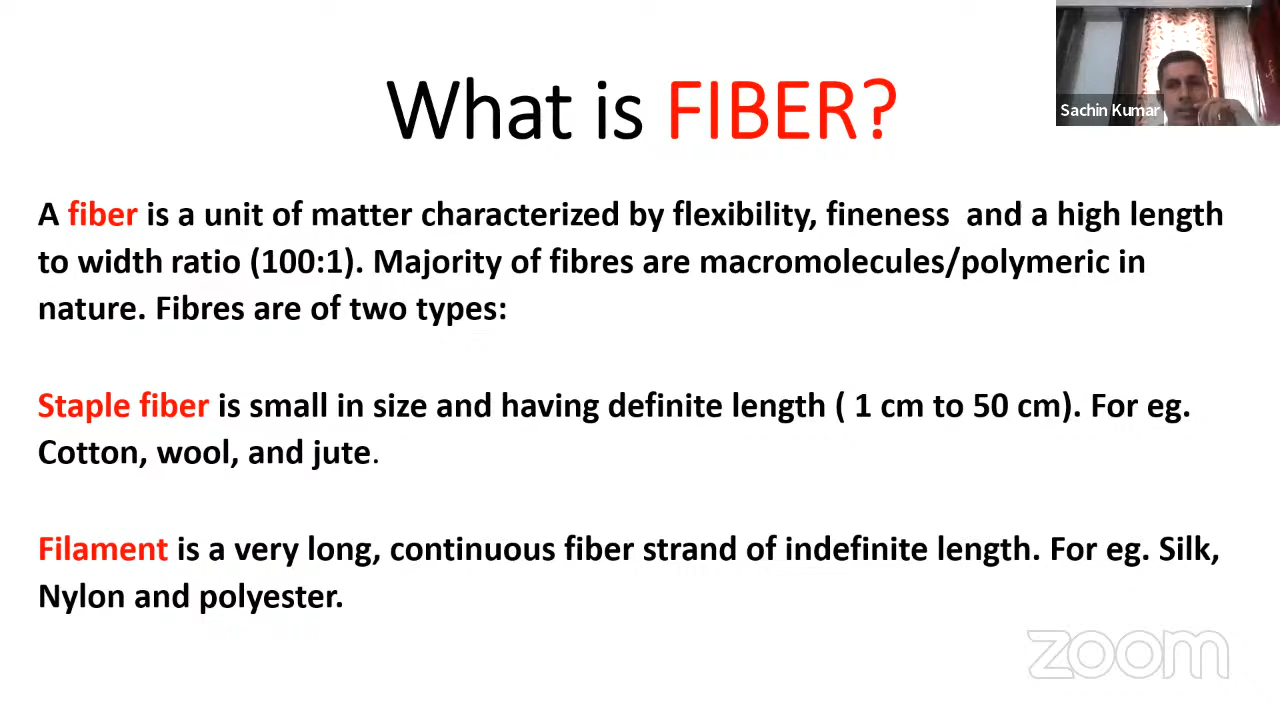 What is FIBER?
Sachin Kumar
A fiber is a unit of matter characterized by flexibility, fineness and a high length
to width ratio (100:1). Majority of fibres are macromolecules/polymeric in
nature. Fibres are of two types:
Staple fiber is small in size and having definite length ( 1 cm to 50 cm). For eg.
Cotton, wool, and jute.
Filament is a very long, continuous fiber strand of indefinite length. For eg. Silk,
Nylon and polyester.
zoom